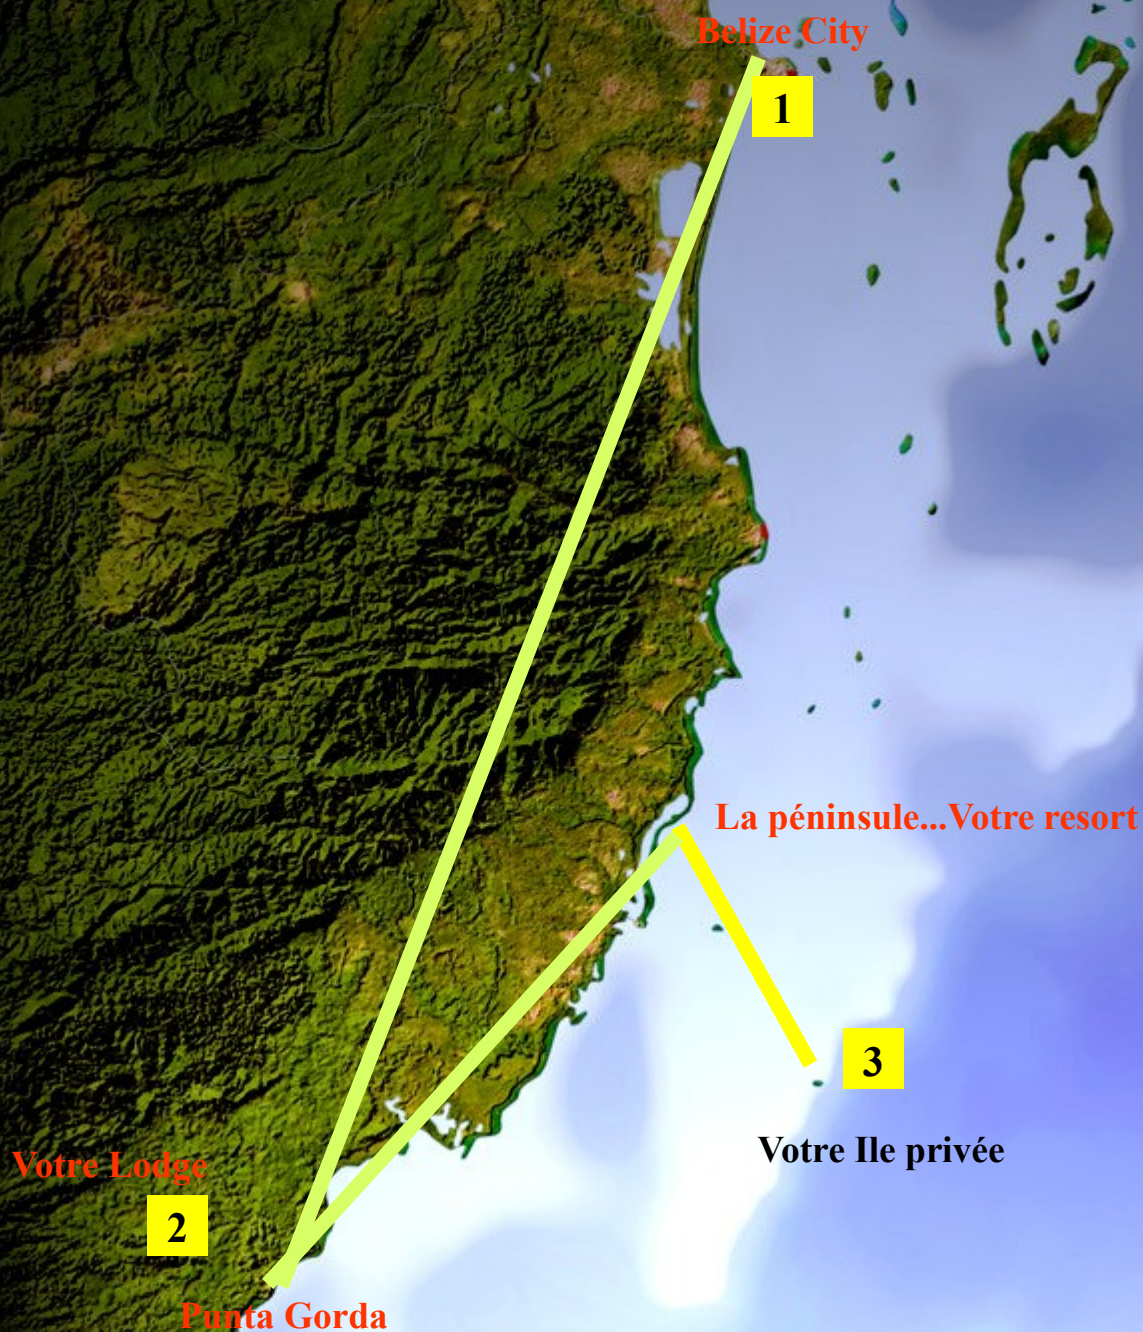 Belize City
1
La péninsule...Votre resort
3
Votre Ile privée
Votre Lodge
2
Punta Gorda